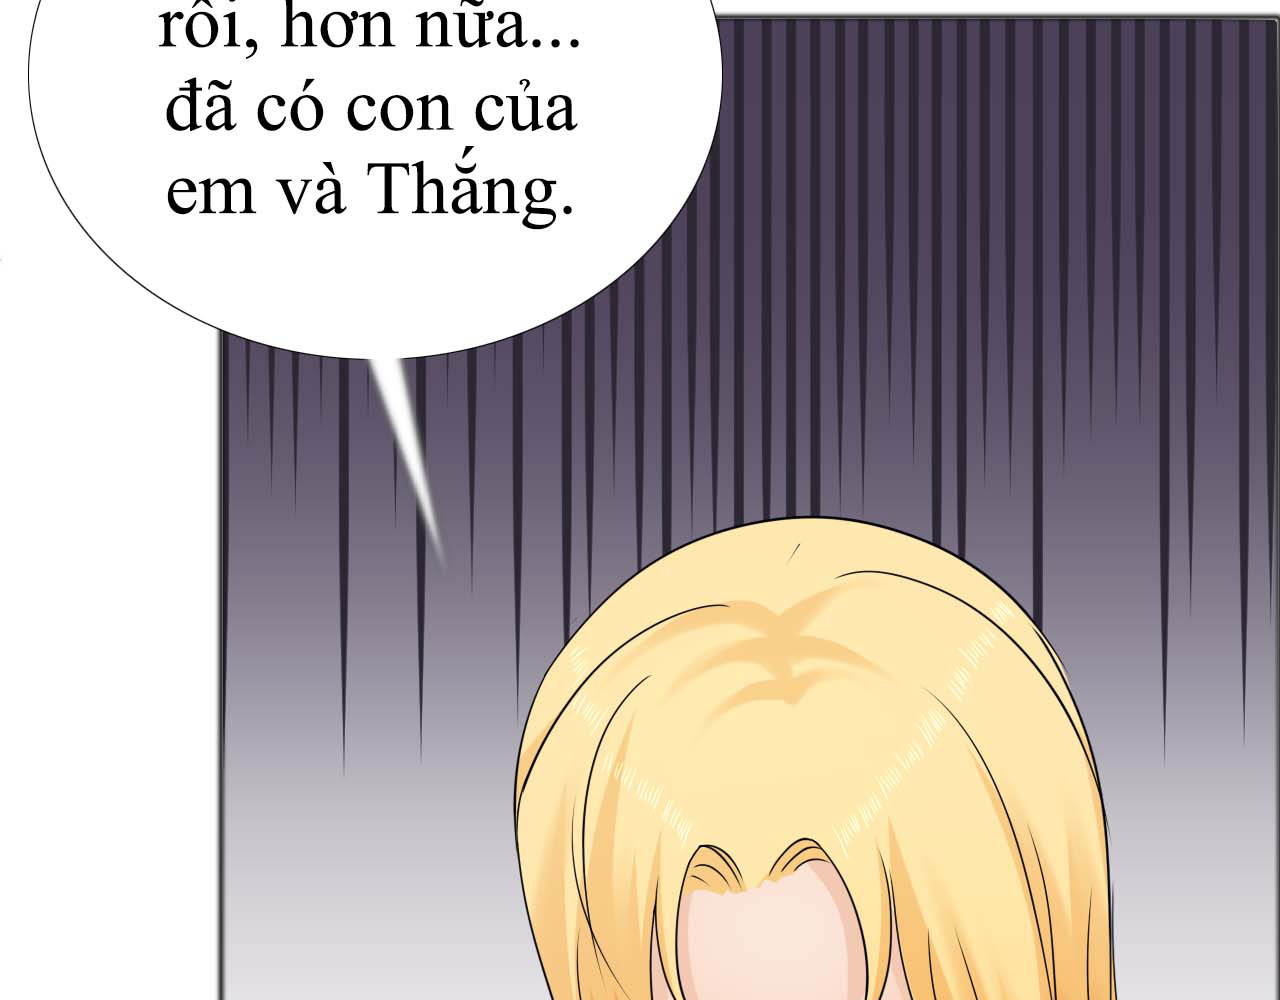 rồi, hơn nữa...
đã có con của
em và Thắng.